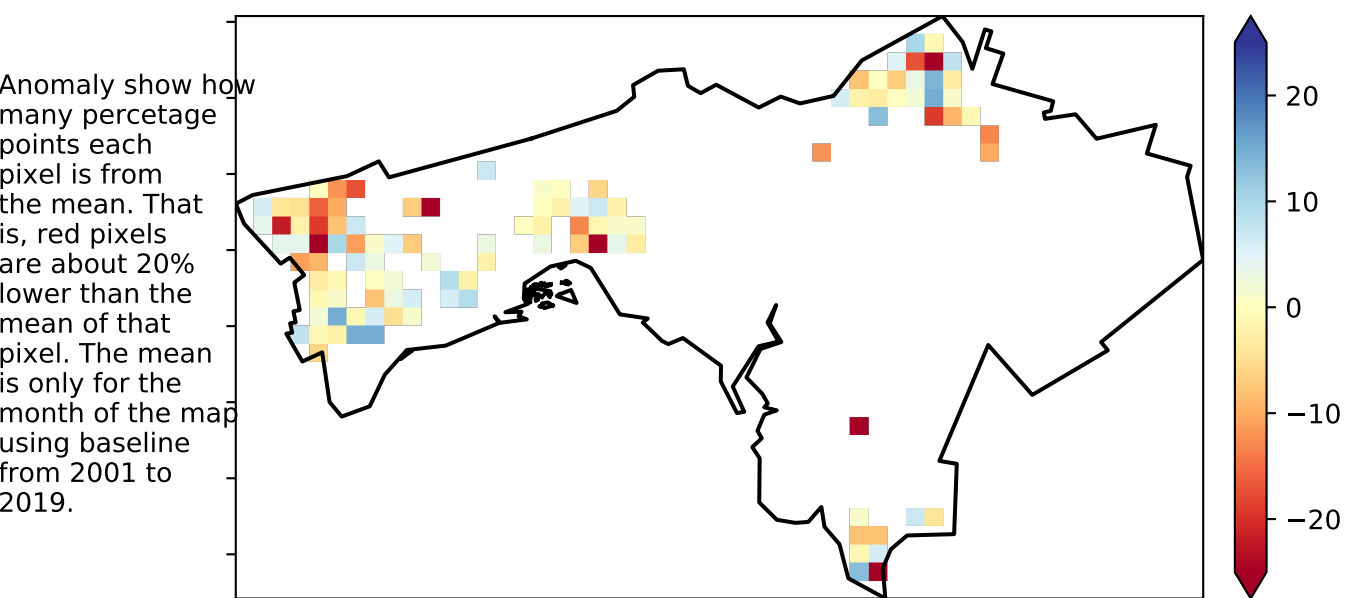 Anomaly show how
many percetage
points each
pixel is from
the mean. That
is, red pixels
are about 20%
lower than the
mean of that
pixel. The mean
is only for the
month of the map
using baseline
from 2001 to
2019.
20
10
0
−10
−20